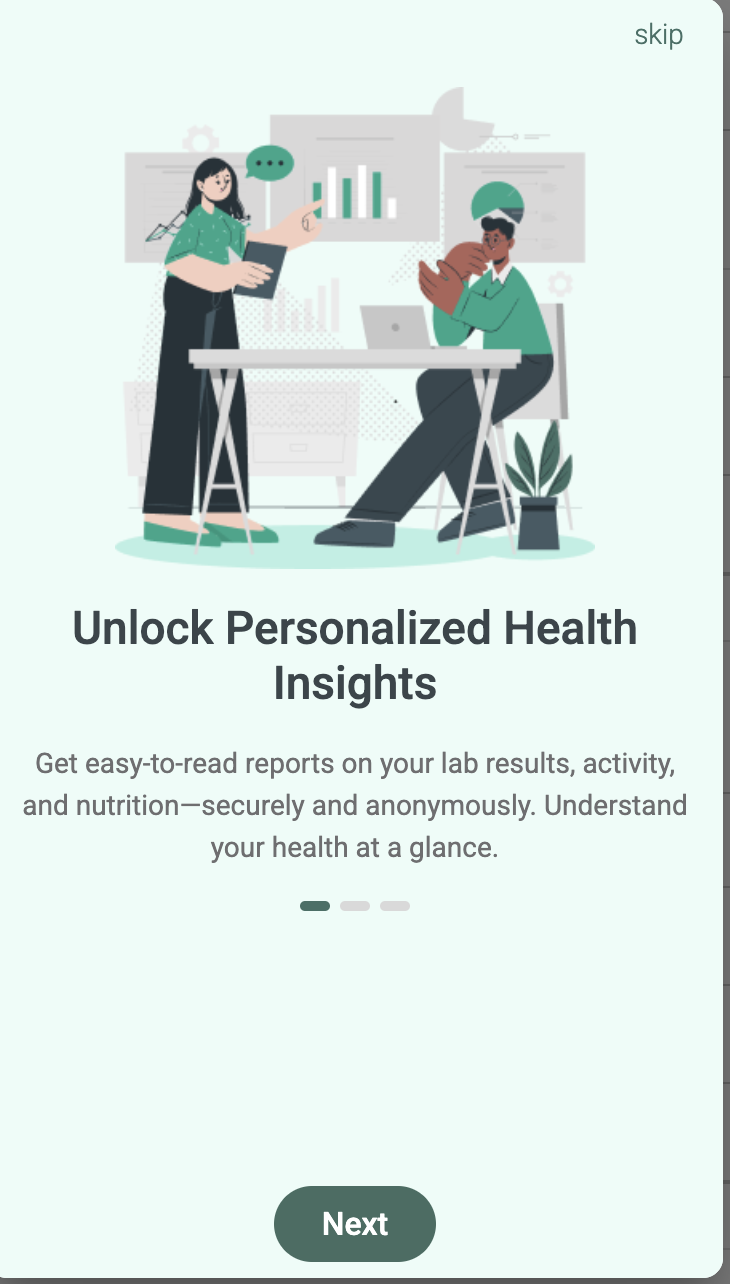 skip
Unlock Personalized Health
Insights
Get easy-to-read reports on your lab results, activity,
and nutrition—securely and anonymously. Understand
your health at a glance.
Next